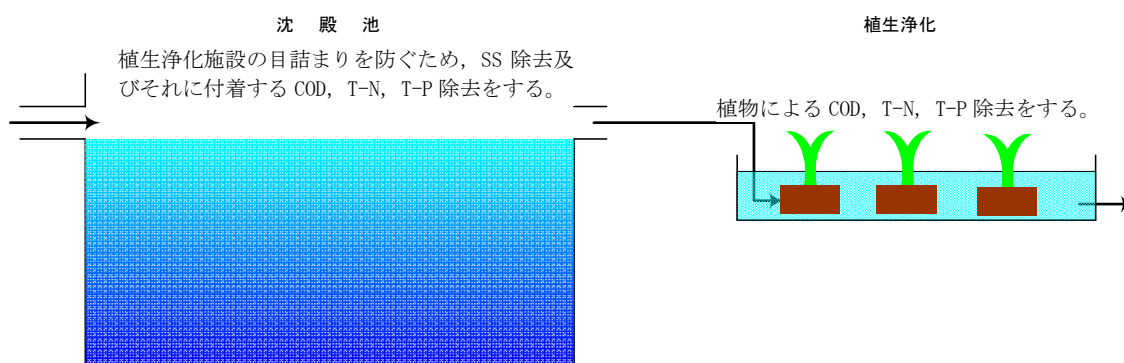 沈 殿 池
植生浄化施設の目詰まりを防ぐため，SS 除去及
びそれに付着する COD, T-N, T-P 除去をする。
植生浄化
植物による COD, T-N, T-P 除去をする。